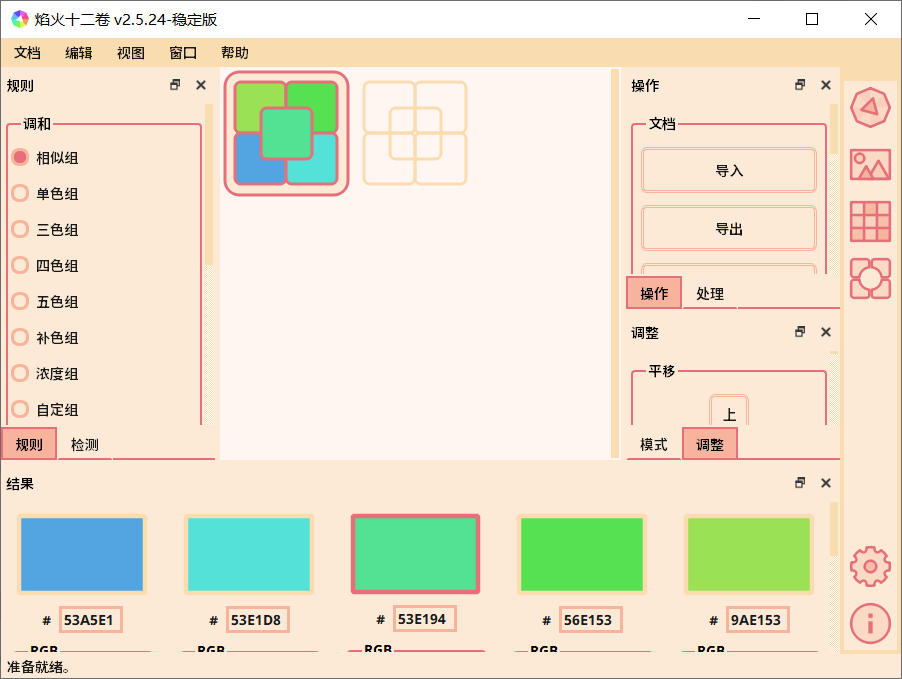 焰火十二卷 v2.5.24-稳定版
文档 编辑 视图 窗口 帮助
规则
调和
相似组
单色组
三色组
四色组
五色组
补色组
浓度组
自定组
规则 检测
操作
文档
导入
导出
操作 处理
调整
平移
上
模式 调整
结果
# 53A5E1 # 53E1D8 # 53E194 # 56E153 # 9AE153
RGB RGB RGB RGB RGB
准备就绪。